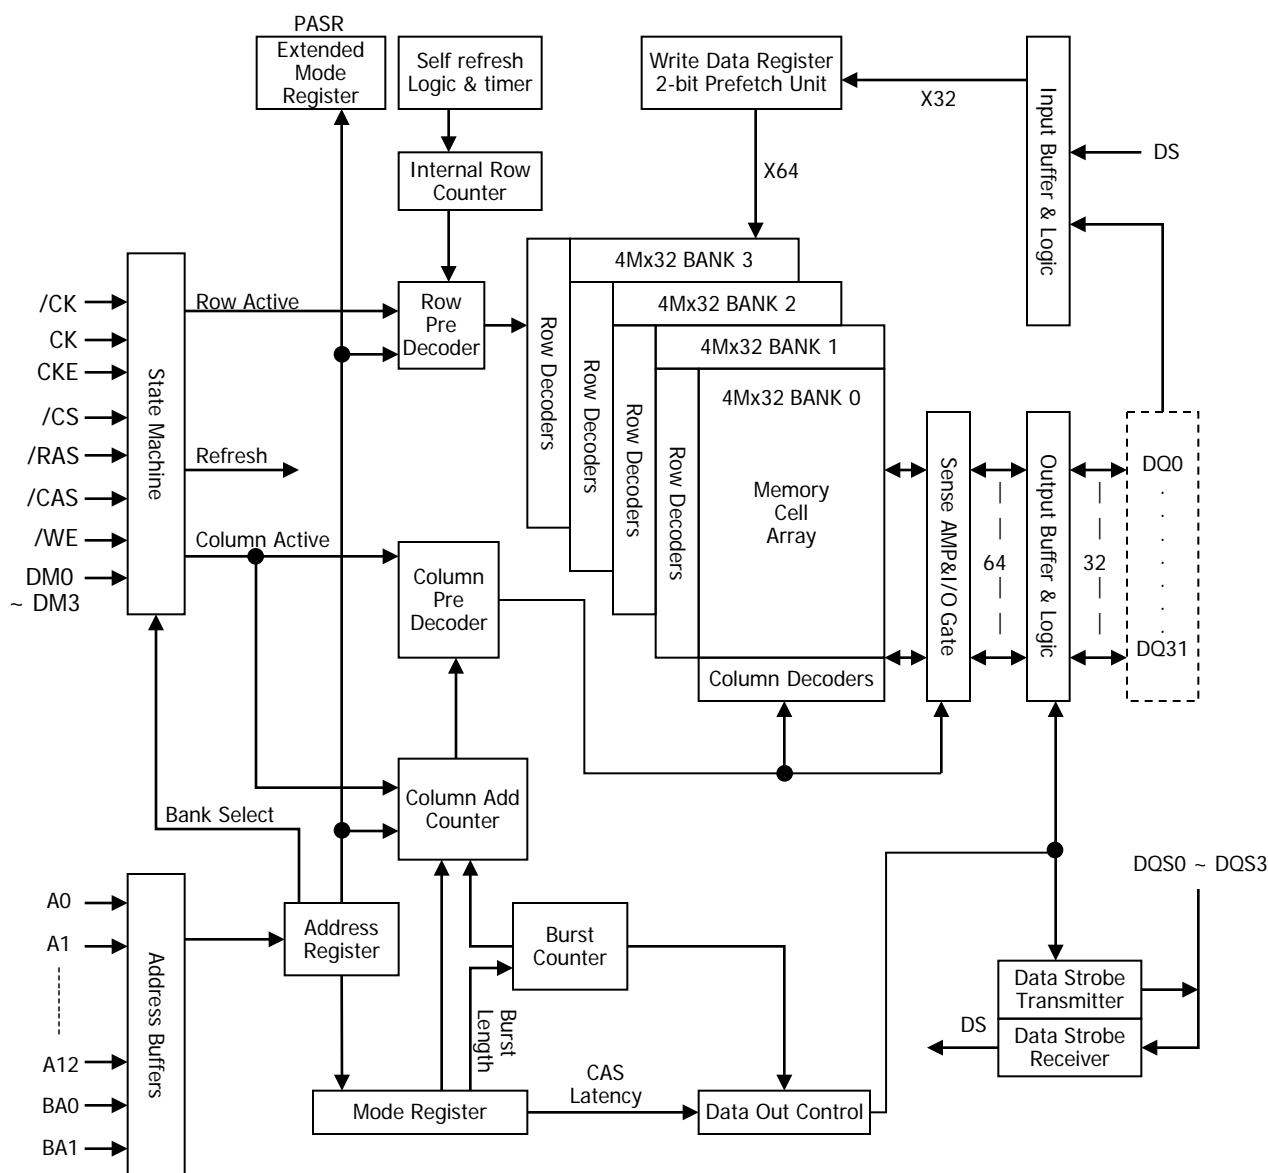 PASR
Extended
Mode
Register
Self refresh
Logic & timer
Write Data Register
2-bit Prefetch Unit
X32
Input Buffer & Logic
DS
Internal Row
Counter
X64
4Mx32 BANK 3
4Mx32 BANK 2
4Mx32 BANK 1
4Mx32 BANK 0
/CK
CK
CKE
/CS
/RAS
/CAS
/WE
DM0
~ DM3
State Machine
Row Active
Refresh
Column Active
Row
Pre
Decoder
Row Decoders
Row Decoders
Row Decoders
Row Decoders
Memory
Cell
Array
Sense AMP&I/O Gate
64
Output Buffer & Logic
32
DQ0
DQ31
Column
Pre
Decoder
Column Decoders
Bank Select
Column Add
Counter
DQS0 ~ DQS3
A0
A1
A12
BA0
BA1
Address Buffers
Address
Register
Burst
Counter
Burst
Length
Data Strobe
Transmitter
DS
Data Strobe
Receiver
CAS
Latency
Mode Register
Data Out Control